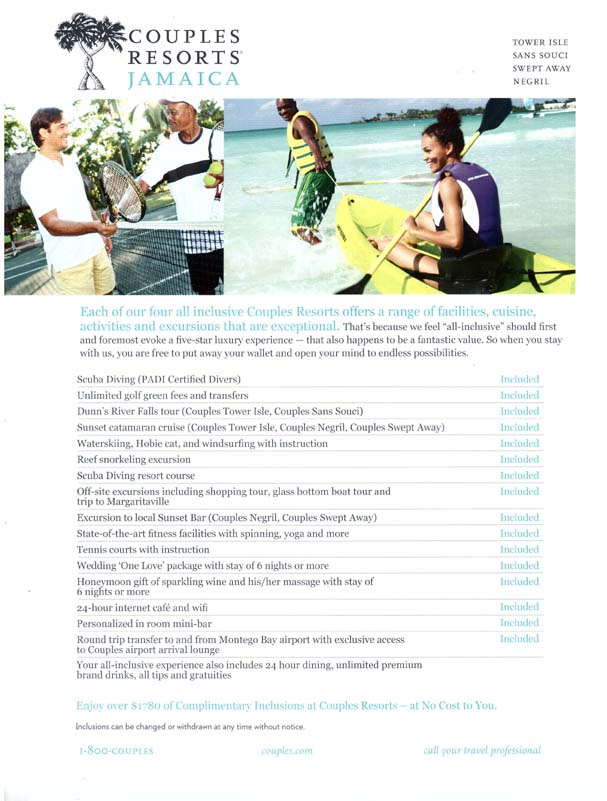 COUPLES
RESORTS®
JAMAICA
TOWER ISLE
SANS SOUCI
SWEPT AWAY
NEGRIL
Each of our four all inclusive Couples Resorts offers a range of facilities, cuisine,
activities and excursions that are exceptional. That's because we feel "all-inclusive" should first
and foremost evoke a five-star luxury experience — that also happens to be a fantastic value. So when you stay
with us, you are free to put away your wallet and open your mind to endless possibilities.
Scuba Diving (PADI Certified Divers) Included
Unlimited golf green fees and transfers Included
Dunn's River Falls tour (Couples Tower Isle, Couples Sans Souci) Included
Sunset catamaran cruise (Couples Tower Isle, Couples Negril, Couples Swept Away) Included
Waterskiing, Hobie cat, and windsurfing with instruction Included
Reef snorkeling excursion Included
Scuba Diving resort course Included
Off-site excursions including shopping tour, glass bottom boat tour and Included
trip to Margaritaville
Excursion to local Sunset Bar (Couples Negril, Couples Swept Away) Included
State-of-the-art fitness facilities with spinning, yoga and more Included
Tennis courts with instruction Included
Wedding 'One Love' package with stay of 6 nights or more Included
Honeymoon gift of sparkling wine and his/her massage with stay of Included
6 nights or more
24-hour internet café and wifi Included
Personalized in room mini-bar Included
Round trip transfer to and from Montego Bay airport with exclusive access Included
to Couples airport arrival lounge
Your all-inclusive experience also includes 24 hour dining, unlimited premium
brand drinks, all tips and gratuities
Enjoy over $1780 of Complimentary Inclusions at Couples Resorts – at No Cost to You.
Inclusions can be changed or withdrawn at any time without notice.
1-800-COUPLES couples.com call your travel professional